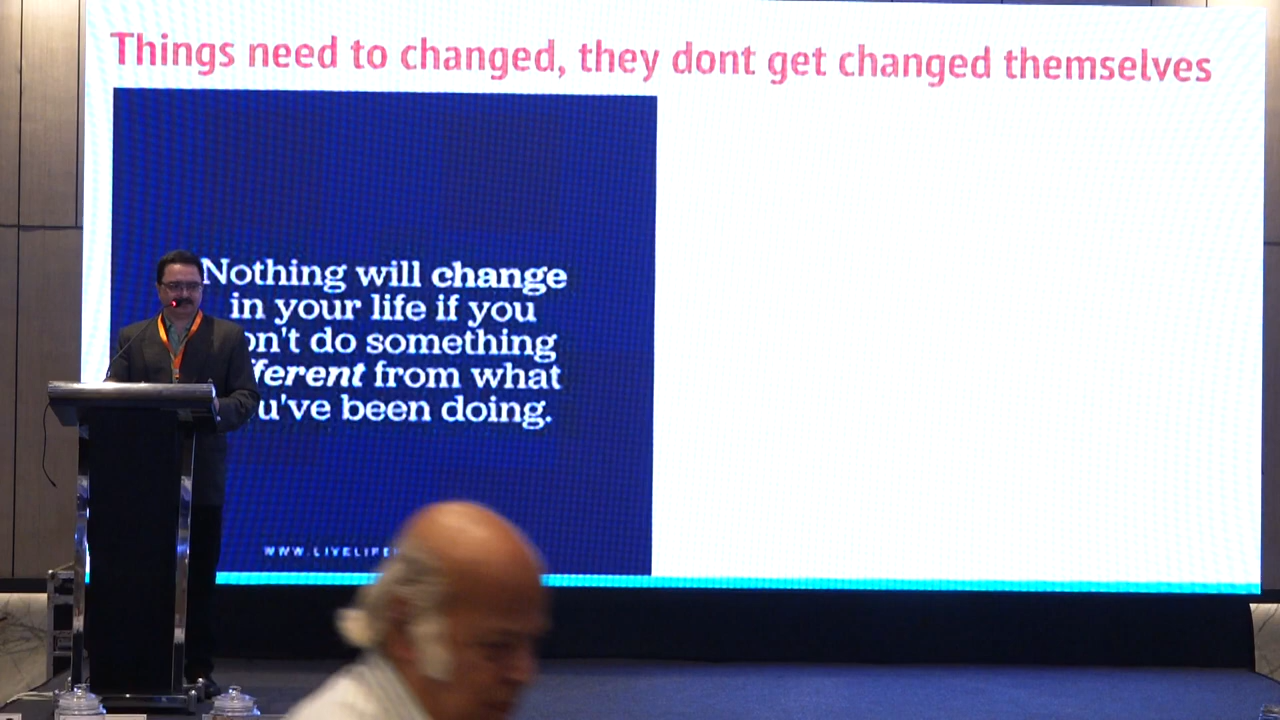 Things need to changed, they dont get changed themselves
Nothing will change
in your life if you
do something
from what
been doing.